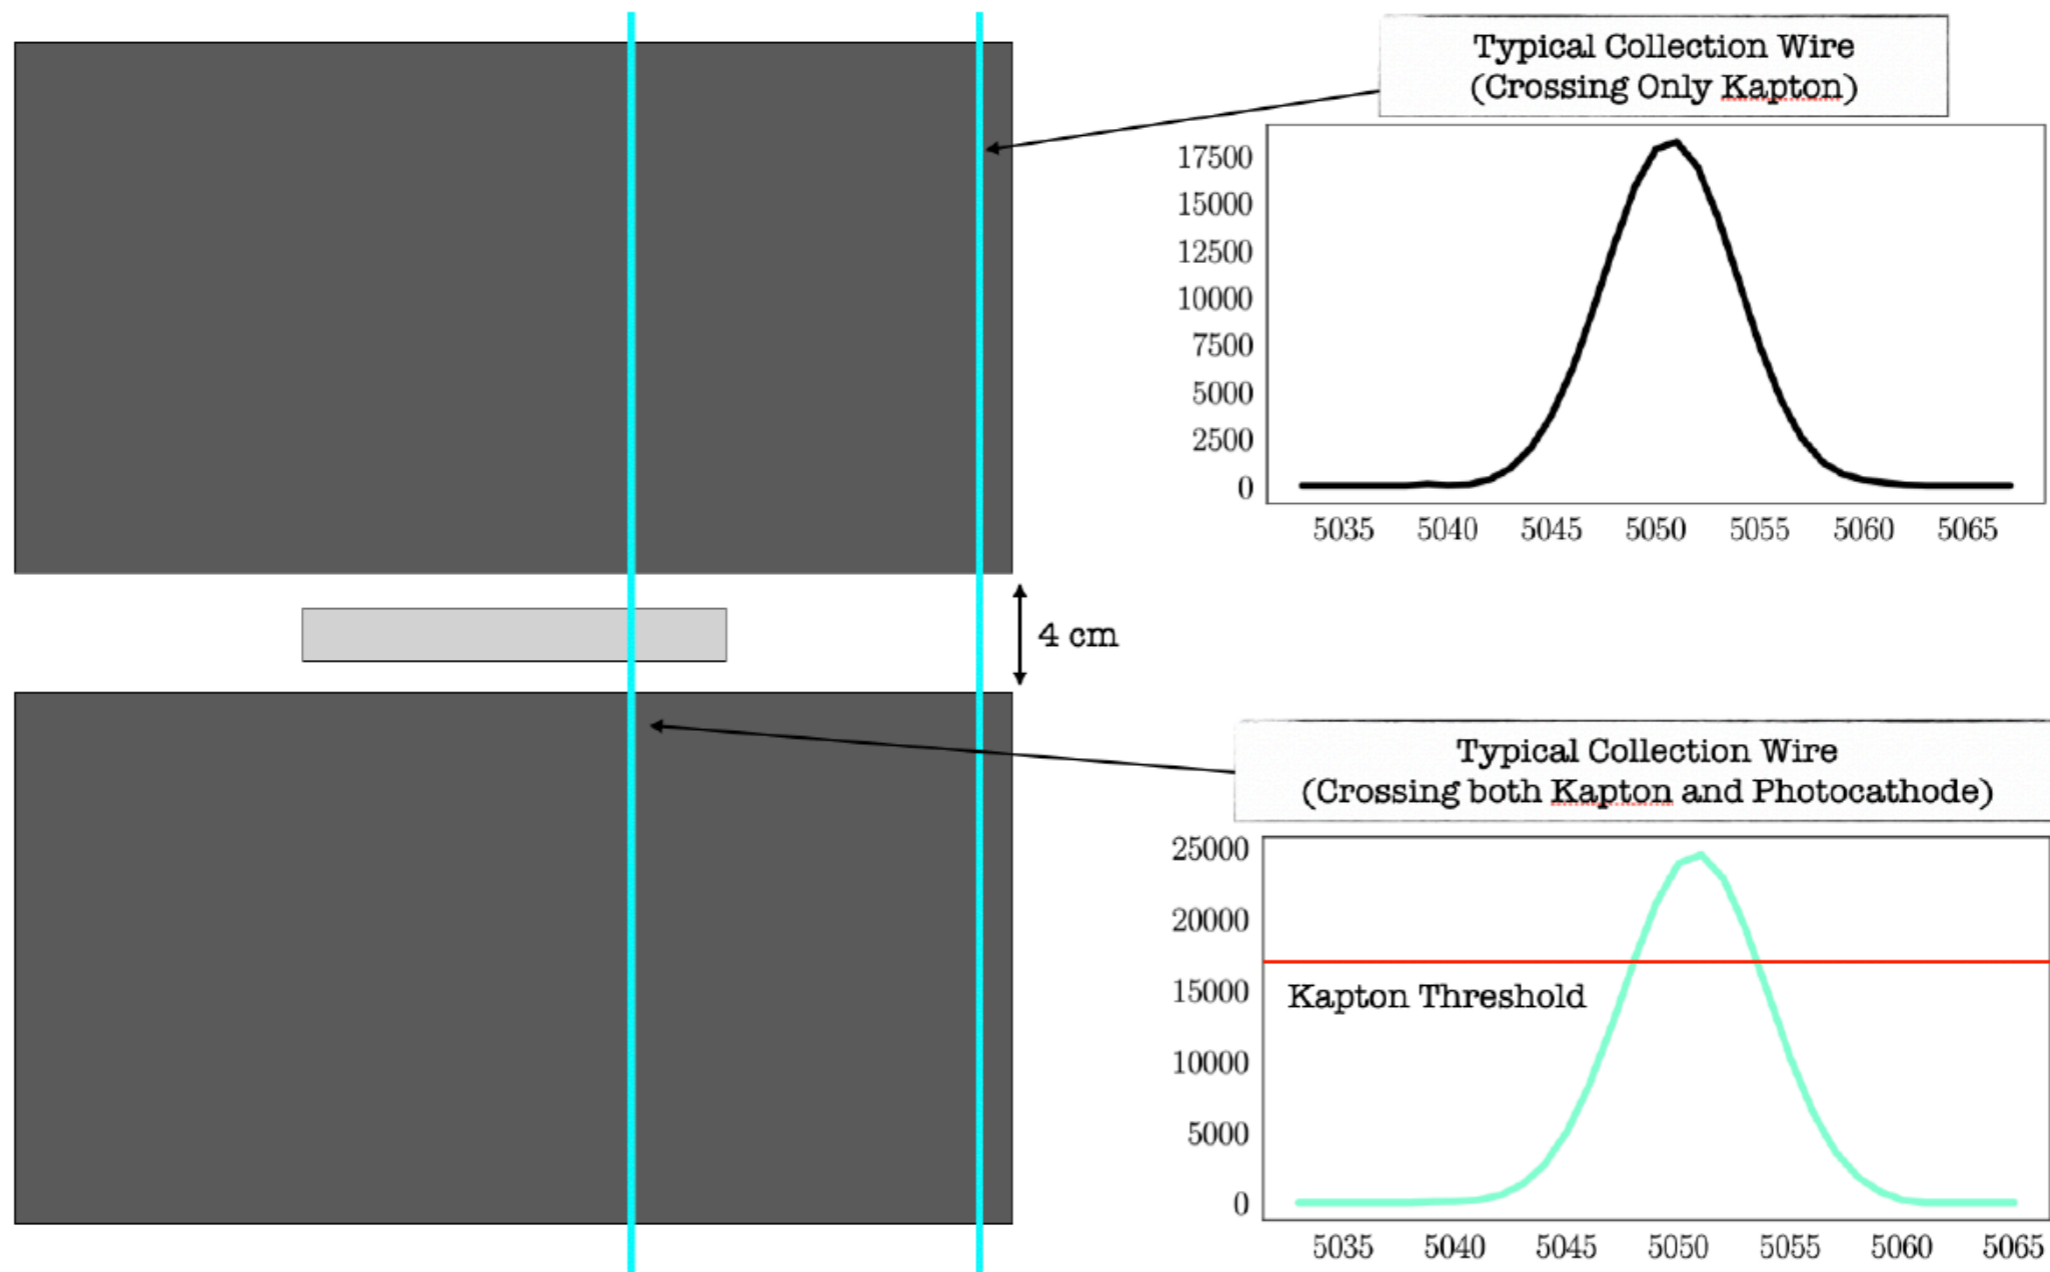 Typical Collection Wire
(Crossing Only Kapton)
17500
15000
12500
10000
7500
5000
2500
0
5035 5040 5045 5050 5055 5060 5065
4 cm
Typical Collection Wire
(Crossing both Kapton and Photocathode)
25000
20000
15000
Kapton Threshold
10000
5000
0
5035 5040 5045 5050 5055 5060 5065